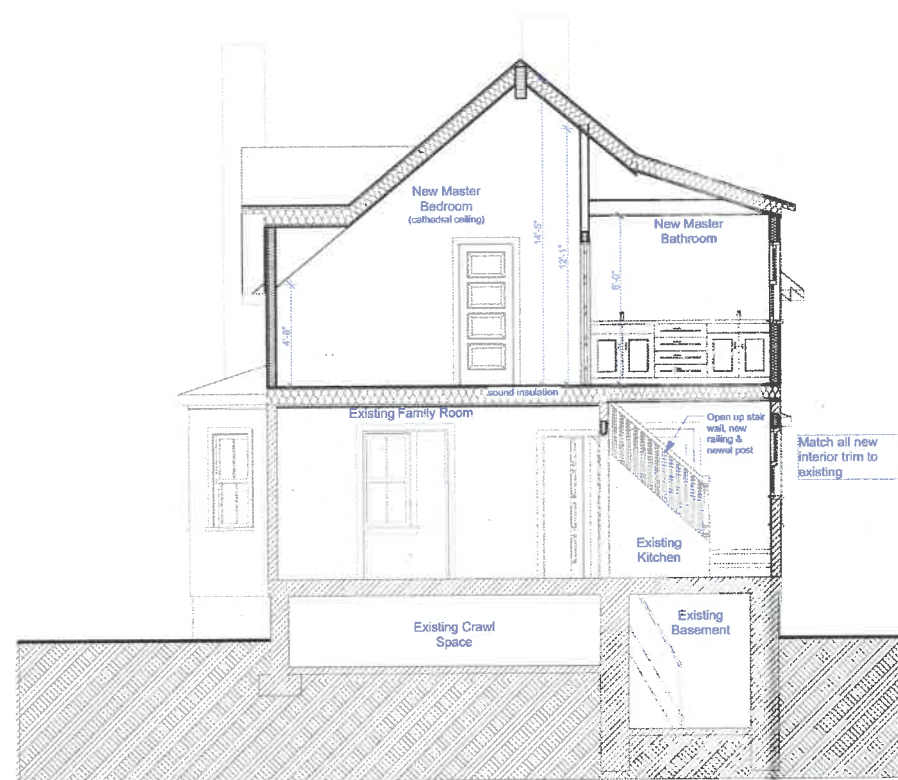 New Master
Bedroom
(cathedral ceiling)
14'-5"
12'-1"
New Master
Bathroom
4'-8"
sound insulation
Existing Family Room
Open up stair
wall, new
railing &
newel post
Match all new
interior trim to
existing
Existing
Kitchen
Existing Crawl
Space
Existing
Basement